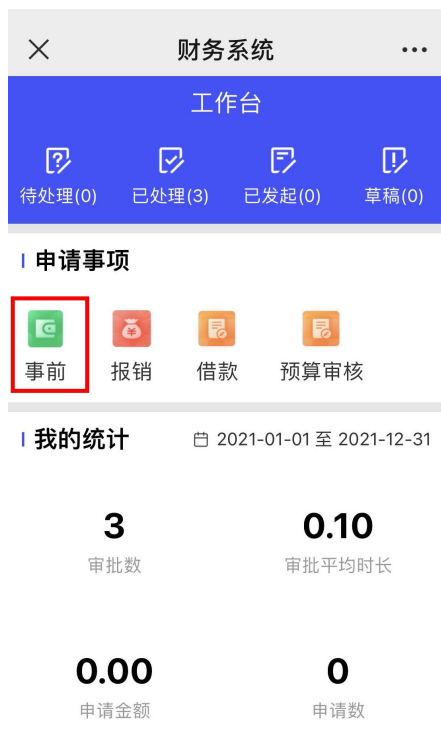 财务系统
工作台
待处理(0) 已处理(3) 已发起(0) 草稿(0)
申请事项
事前 报销 借款 预算审核
我的统计 2021-01-01 至 2021-12-31
3 0.10
审批数 审批平均时长
0.00 0
申请金额 申请数